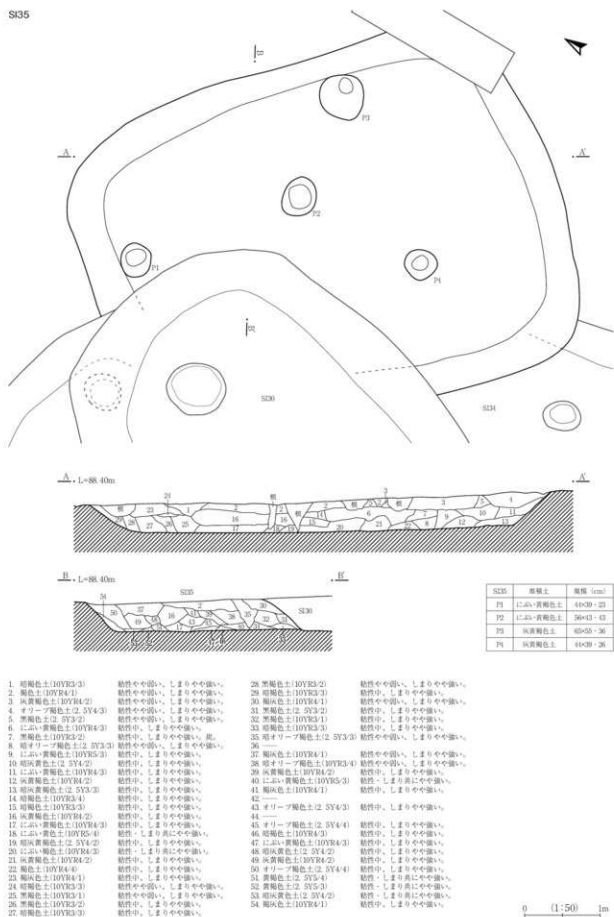 SI35
B
P3
A
A'
P2
P1
P4
B'
SI30
SI34
A L=88.40m
A'
B L=88.40m
B'
SI35
SI30
SI35 堆積土 規模 (cm)
P1 にぶい黄褐色土 44×39-23
P2 にぶい黄褐色土 56×43-43
P3 灰黄褐色土 65×55-36
P4 灰黄褐色土 44×39-26
1. 暗褐色土(10YR3/3) 粘性やや弱い、しまりやや強い。
2. 褐色土(10YR4/1) 粘性やや弱い、しまりやや強い。
3. 灰黄褐色土(10YR4/2) 粘性やや弱い、しまりやや強い。
4. オリーブ褐色土(2.5Y4/3) 粘性やや弱い、しまりやや強い。
5. 黒褐色土(2.5Y3/2) 粘性やや弱い、しまりやや強い。
6. にぶい黄褐色土(10YR4/3) 粘性中、しまりやや強い。
7. 黒褐色土(10YR3/2) 粘性中、しまりやや強い、炭。
8. 暗オリーブ褐色土(2.5Y3/3) 粘性やや弱い、しまりやや強い。
9. にぶい黄褐色土(10YR5/3) 粘性中、しまりやや強い。
10. 暗灰黄色土(2.5Y4/2) 粘性中、しまりやや強い。
11. にぶい黄褐色土(10YR4/3) 粘性中、しまりやや強い。
12. 灰黄褐色土(10YR4/2) 粘性中、しまりやや強い。
13. 暗灰黄色土(2.5Y3/3) 粘性中、しまりやや強い。
14. 暗褐色土(10YR3/4) 粘性中、しまりやや強い。
15. 暗褐色土(10YR3/3) 粘性中、しまりやや強い。
16. 灰黄褐色土(10YR4/2) 粘性中、しまりやや強い。
17. にぶい黄褐色土(10YR4/3) 粘性中、しまりやや強い。
18. にぶい黄色土(10YR5/4) 粘性・しまり共にやや強い。
19. 暗灰黄色土(2.5Y4/2) 粘性中、しまりやや強い。
20. にぶい黄褐色土(10YR4/3) 粘性・しまり共にやや強い。
21. 灰黄褐色土(10YR4/2) 粘性中、しまりやや強い。
22. 褐色土(10YR4/4) 粘性中、しまりやや強い。
23. 褐灰色土(10YR4/1) 粘性中、しまりやや強い。
24. 暗褐色土(10YR3/3) 粘性やや弱い、しまりやや強い。
25. 黒褐色土(10YR3/1) 粘性やや弱い、しまりやや強い。
26. 黒褐色土(10YR3/2) 粘性中、しまりやや強い。
27. 暗褐色土(10YR3/3) 粘性中、しまりやや強い。
28. 黒褐色土(10YR3/2) 粘性やや弱い、しまりやや強い。
29. 暗褐色土(10YR3/3) 粘性中、しまりやや強い。
30. 褐灰色土(10YR4/1) 粘性やや弱い、しまりやや強い。
31. 黒褐色土(2.5Y3/2) 粘性中、しまりやや強い。
32. 黒褐色土(10YR3/1) 粘性中、しまりやや強い。
33. 暗褐色土(10YR3/3) 粘性中、しまりやや強い。
35. 暗オリーブ褐色土(2.5Y3/3) 粘性やや弱い、しまりやや強い。
36. ——
37. 褐灰色土(10YR4/1) 粘性やや弱い、しまりやや強い。
38. 暗オリーブ褐色土(10YR3/4) 粘性やや弱い、しまりやや強い。
39. 灰黄褐色土(10YR4/2) 粘性中、しまりやや強い。
40. にぶい黄褐色土(10YR5/3) 粘性・しまり共にやや強い。
41. 褐灰色土(10YR4/1) 粘性中、しまりやや強い。
42. ——
43. オリーブ褐色土(2.5Y4/3) 粘性中、しまりやや強い。
44. ——
45. オリーブ褐色土(2.5Y4/4) 粘性中、しまりやや強い。
46. 暗褐色土(10YR4/3) 粘性中、しまりやや強い。
47. にぶい黄褐色土(10YR4/3) 粘性中、しまりやや強い。
48. 暗灰黄色土(2.5Y4/2) 粘性中、しまりやや強い。
49. 灰黄褐色土(10YR4/2) 粘性中、しまりやや強い。
50. オリーブ褐色土(2.5Y4/4) 粘性中、しまりやや強い。
51. 黄褐色土(2.5Y5/4) 粘性・しまり共にやや強い。
52. 黄褐色土(2.5Y5/3) 粘性・しまり共にやや強い。
53. 暗灰黄色土(2.5Y4/2) 粘性中、しまりやや強い。
54. 褐灰色土(10YR4/1) 粘性中、しまりやや強い。
0 (1:50) 1m